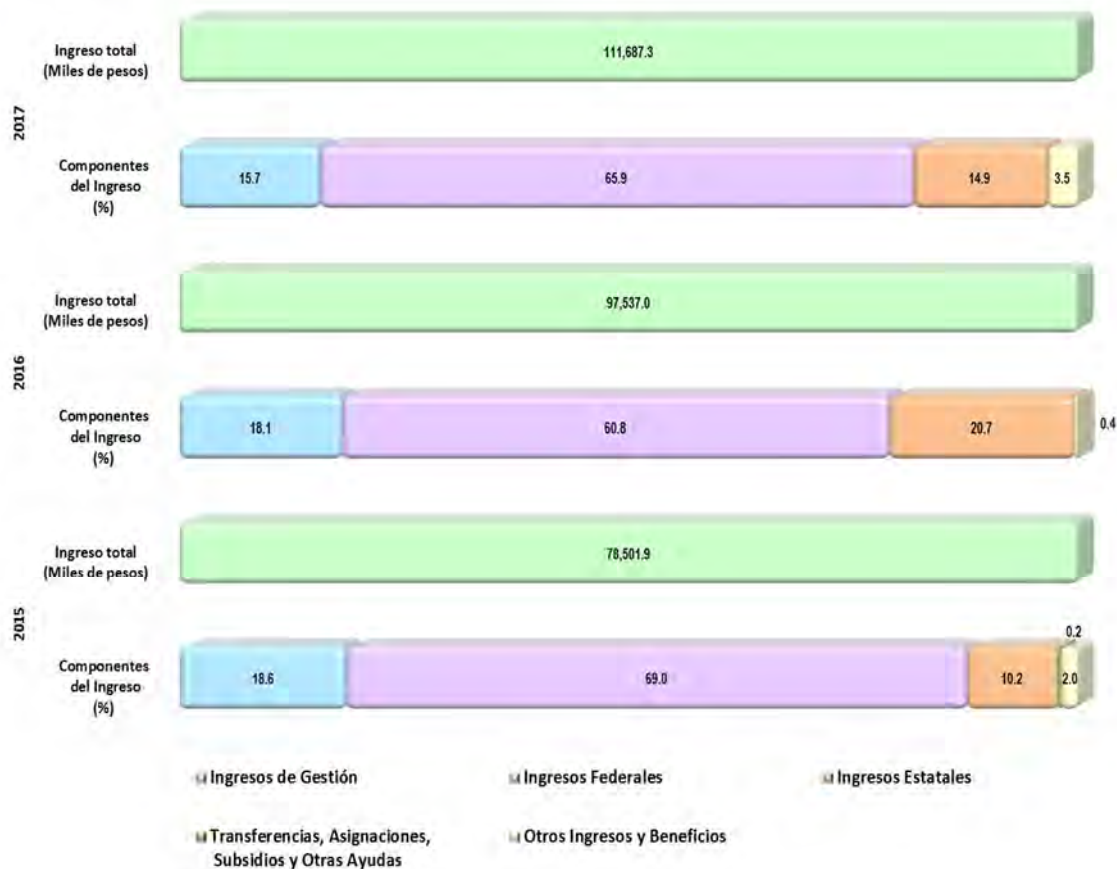 2017
Ingreso total
(Miles de pesos)
111,687.3
Componentes
del Ingreso
(%)
15.7 65.9 14.9 3.5
2016
Ingreso total
(Miles de pesos)
97,537.0
Componentes
del Ingreso
(%)
18.1 60.8 20.7 0.4
2015
Ingreso total
(Miles de pesos)
78,501.9
Componentes
del Ingreso
(%)
18.6 69.0 10.2 0.2 2.0
Ingresos de Gestión Ingresos Federales Ingresos Estatales
Transferencias, Asignaciones, Otros Ingresos y Beneficios
Subsidios y Otras Ayudas